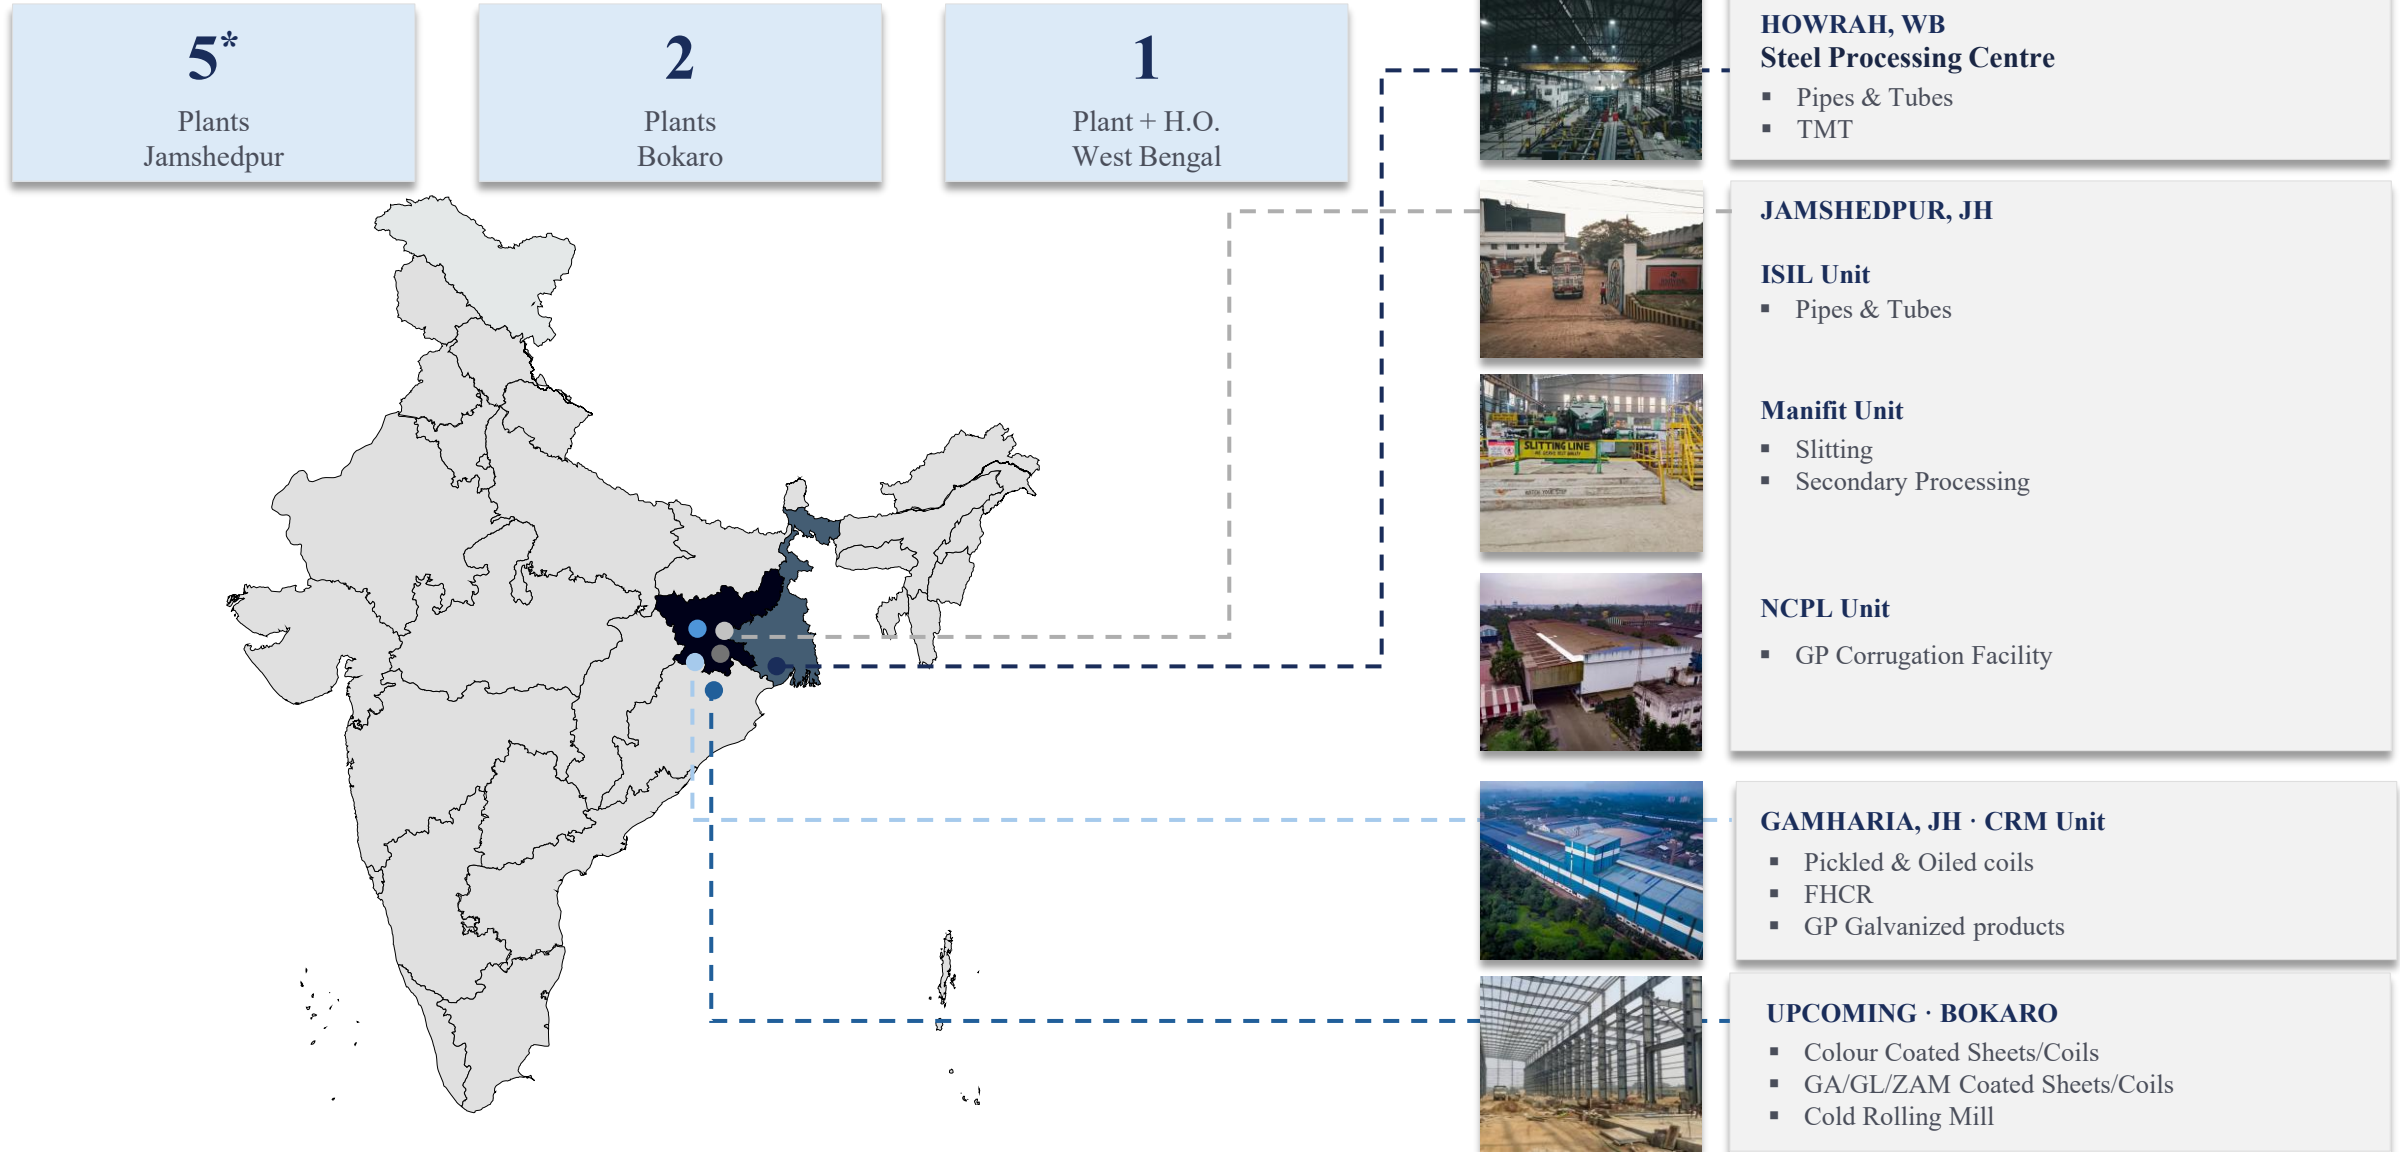 5*
Plants
Jamshedpur
2
Plants
Bokaro
1
Plant + H.O.
West Bengal
HOWRAH, WB
Steel Processing Centre
▪ Pipes & Tubes
▪ TMT
JAMSHEDPUR, JH
ISIL Unit
▪ Pipes & Tubes
Manifit Unit
▪ Slitting
▪ Secondary Processing
SLITTING LINE
NCPL Unit
▪ GP Corrugation Facility
GAMHARIA, JH · CRM Unit
▪ Pickled & Oiled coils
▪ FHCR
▪ GP Galvanized products
UPCOMING · BOKARO
▪ Colour Coated Sheets/Coils
▪ GA/GL/ZAM Coated Sheets/Coils
▪ Cold Rolling Mill